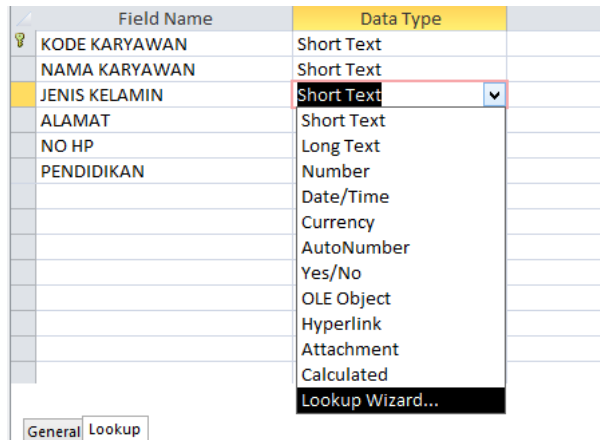 Field Name Data Type
KODE KARYAWAN Short Text
NAMA KARYAWAN Short Text
JENIS KELAMIN Short Text
ALAMAT Short Text
NO HP Long Text
PENDIDIKAN Number
Date/Time
Currency
AutoNumber
Yes/No
OLE Object
Hyperlink
Attachment
Calculated
Lookup Wizard...
General Lookup